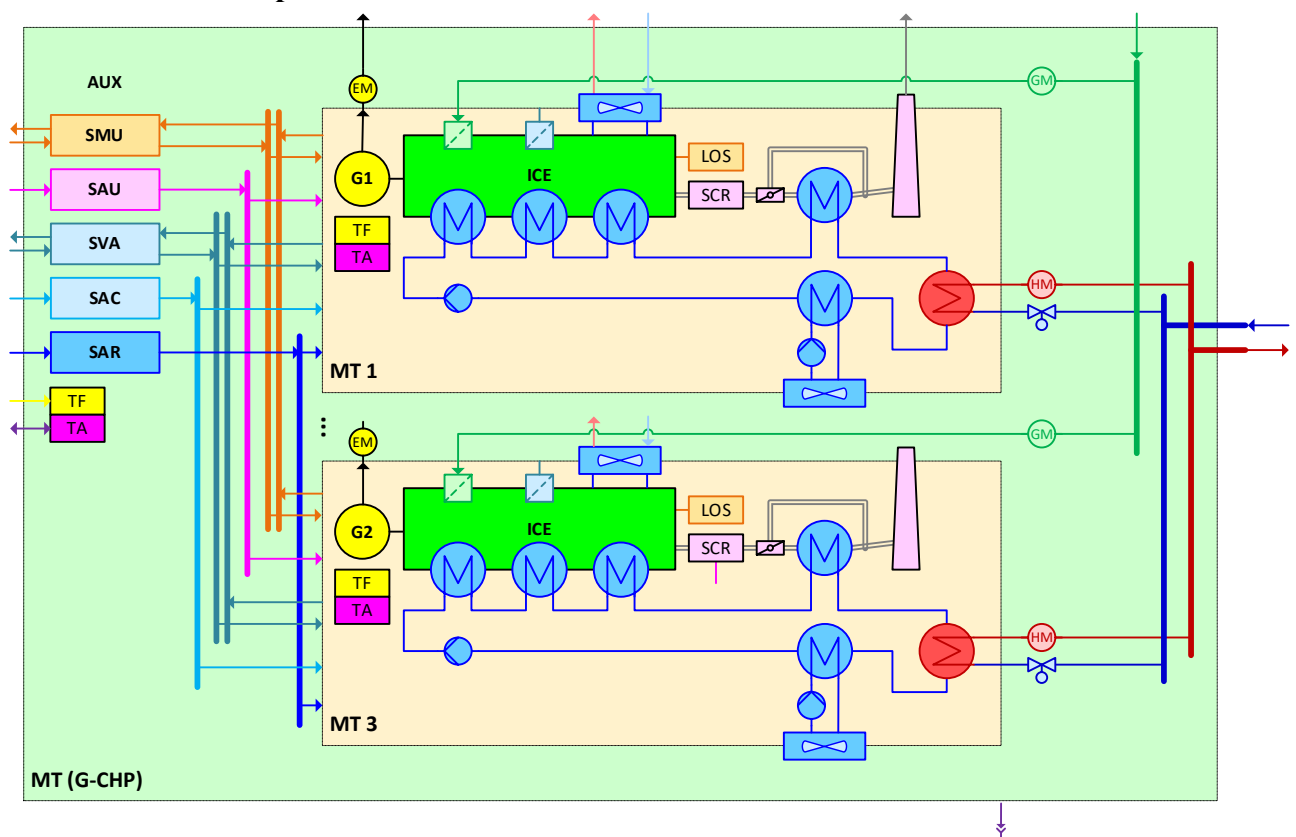 AUX
SMU
SAU
SVA
SAC
SAR
TF
TA
EM
G1
TF
TA
ICE
LOS
SCR
GM
HM
MT 1
...
EM
G2
TF
TA
ICE
LOS
SCR
GM
HM
MT 3
MT (G-CHP)